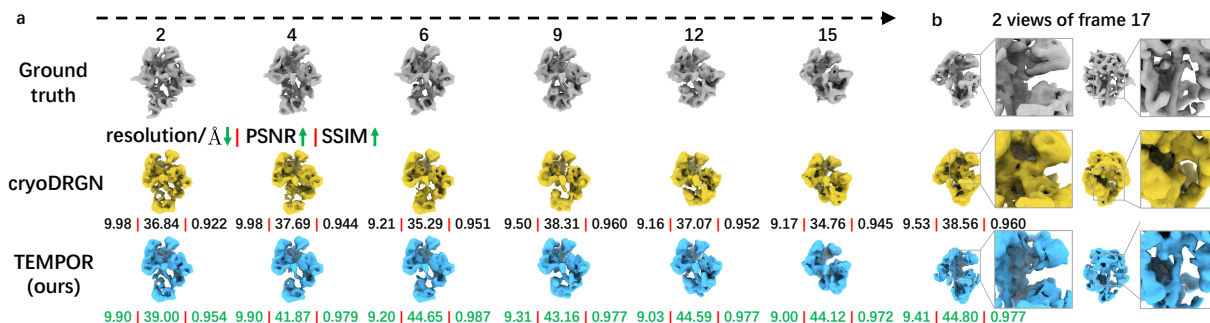 a
b
2 views of frame 17
2 4 6 9 12 15
Ground
truth
resolution/Å↓ | PSNR↑ | SSIM↑
cryoDRGN
9.98 | 36.84 | 0.922 9.98 | 37.69 | 0.944 9.21 | 35.29 | 0.951 9.50 | 38.31 | 0.960 9.16 | 37.07 | 0.952 9.17 | 34.76 | 0.945 9.53 | 38.56 | 0.960
TEMPOR
(ours)
9.90 | 39.00 | 0.954 9.90 | 41.87 | 0.979 9.20 | 44.65 | 0.987 9.31 | 43.16 | 0.977 9.03 | 44.59 | 0.977 9.00 | 44.12 | 0.972 9.41 | 44.80 | 0.977